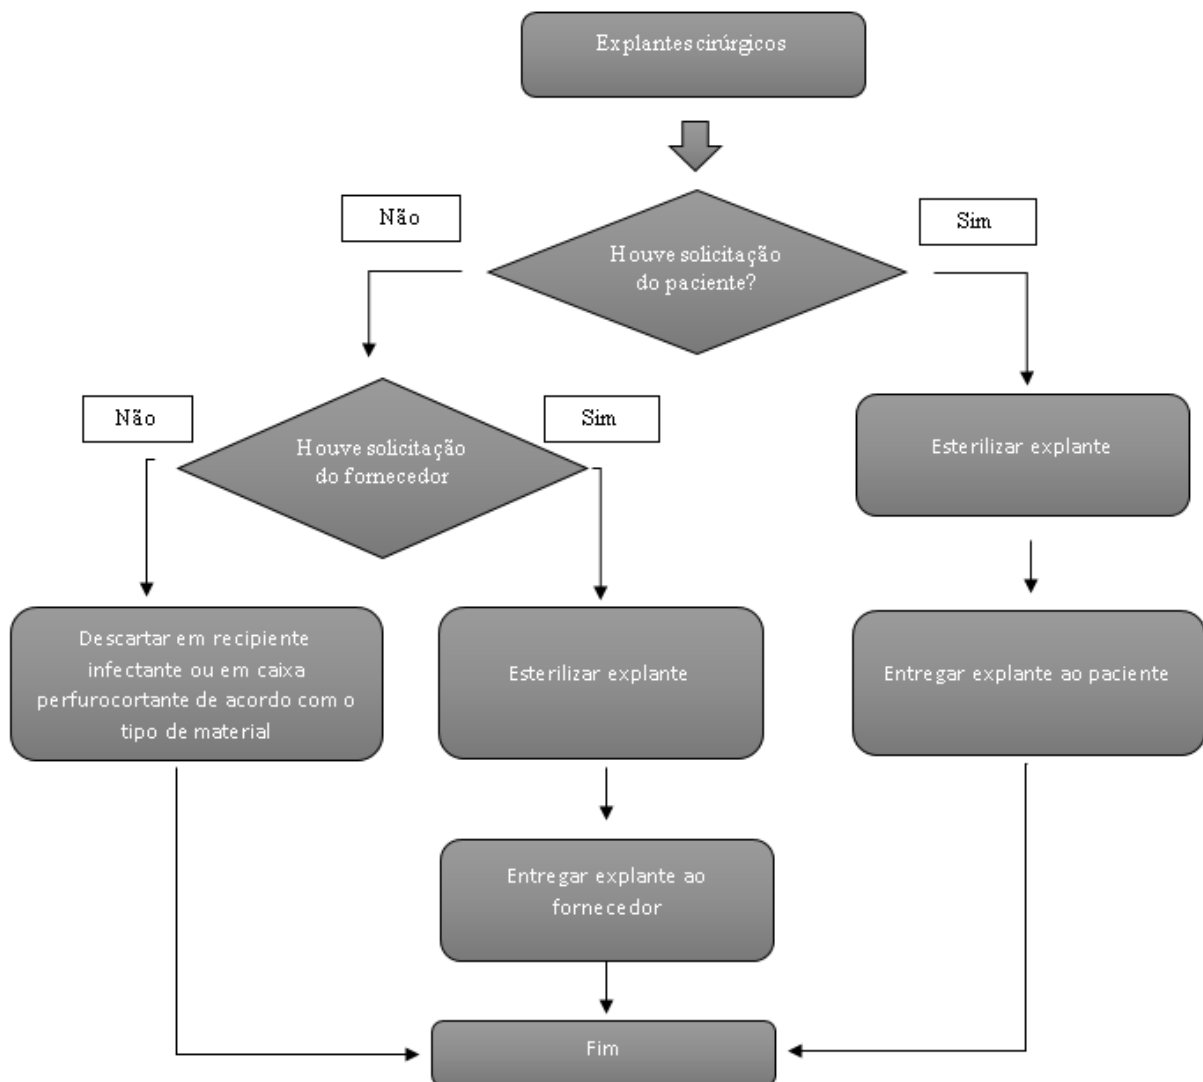 Explantes cirúrgicos
Não
Sim
Houve solicitação
do paciente?
Não
Sim
Houve solicitação
do fornecedor
Esterilizar explante
Descartar em recipiente
infectante ou em caixa
perfurocortante de acordo com o
tipo de material
Esterilizar explante
Entregar explante ao paciente
Entregar explante ao
fornecedor
Fim